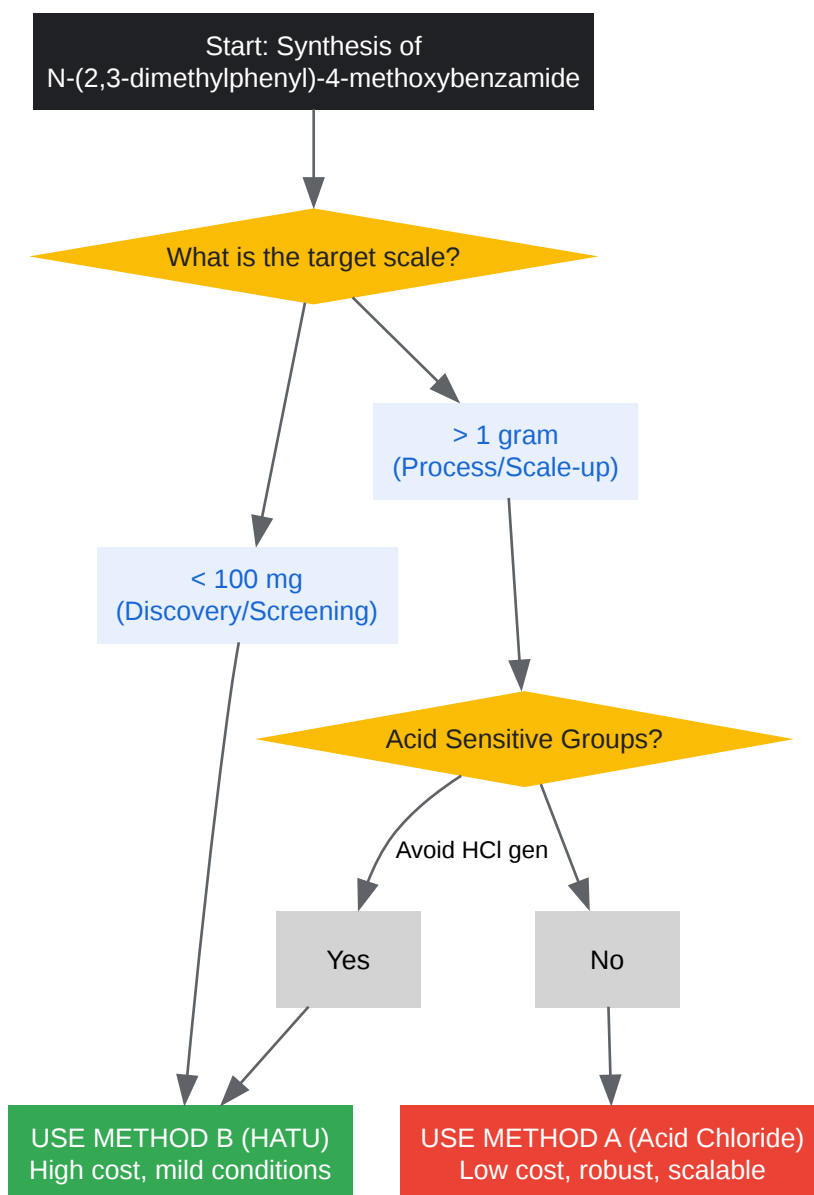 Start: Synthesis of
N-(2,3-dimethylphenyl)-4-methoxybenzamide
What is the target scale?
> 1 gram
(Process/Scale-up)
< 100 mg
(Discovery/Screening)
Acid Sensitive Groups?
Avoid HCl gen
Yes
No
USE METHOD B (HATU)
High cost, mild conditions
USE METHOD A (Acid Chloride)
Low cost, robust, scalable